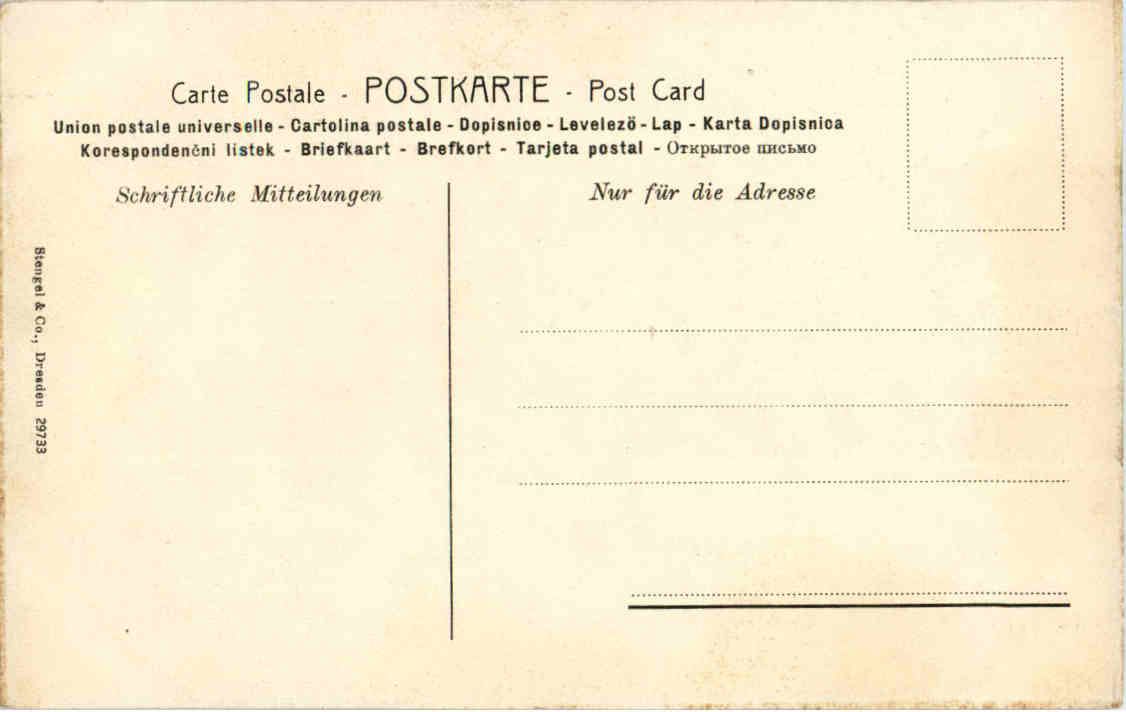 Carte Postale - POSTKARTE - Post Card
Union postale universelle - Cartolina postale - Dopisnice - Levelező - Lap - Karta Dopisnica
Korespondenčni listek - Briefkaart - Brefkort - Tarjeta postal - Открытое письмо
Schriftliche Mitteilungen
Nur für die Adresse
Stengel & Co., Dresden 29733